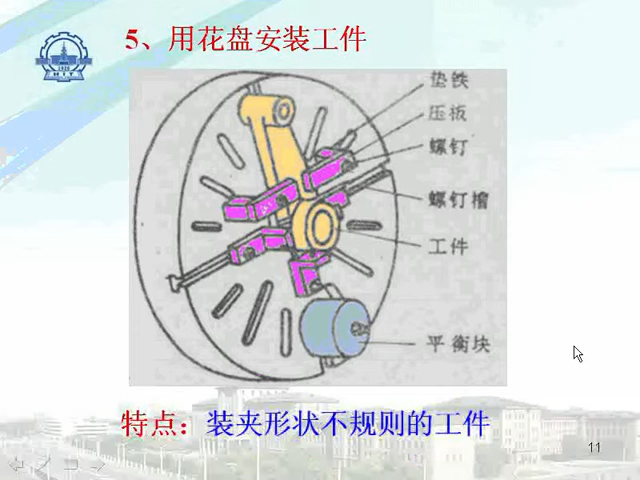 5、用花盘安装工件
垫铁
压板
螺钉
螺钉槽
工件
平衡块
特点：装夹形状不规则的工件
11